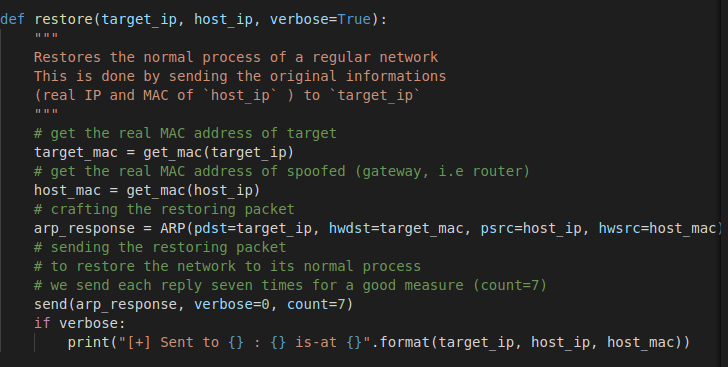 def restore(target_ip, host_ip, verbose=True):
    """
    Restores the normal process of a regular network
    This is done by sending the original informations
    (real IP and MAC of `host_ip` ) to `target_ip`
    """
    # get the real MAC address of target
    target_mac = get_mac(target_ip)
    # get the real MAC address of spoofed (gateway, i.e router)
    host_mac = get_mac(host_ip)
    # crafting the restoring packet
    arp_response = ARP(pdst=target_ip, hwdst=target_mac, psrc=host_ip, hwsrc=host_mac)
    # sending the restoring packet
    # to restore the network to its normal process
    # we send each reply seven times for a good measure (count=7)
    send(arp_response, verbose=0, count=7)
    if verbose:
        print("[+] Sent to {} : {} is-at {}".format(target_ip, host_ip, host_mac))